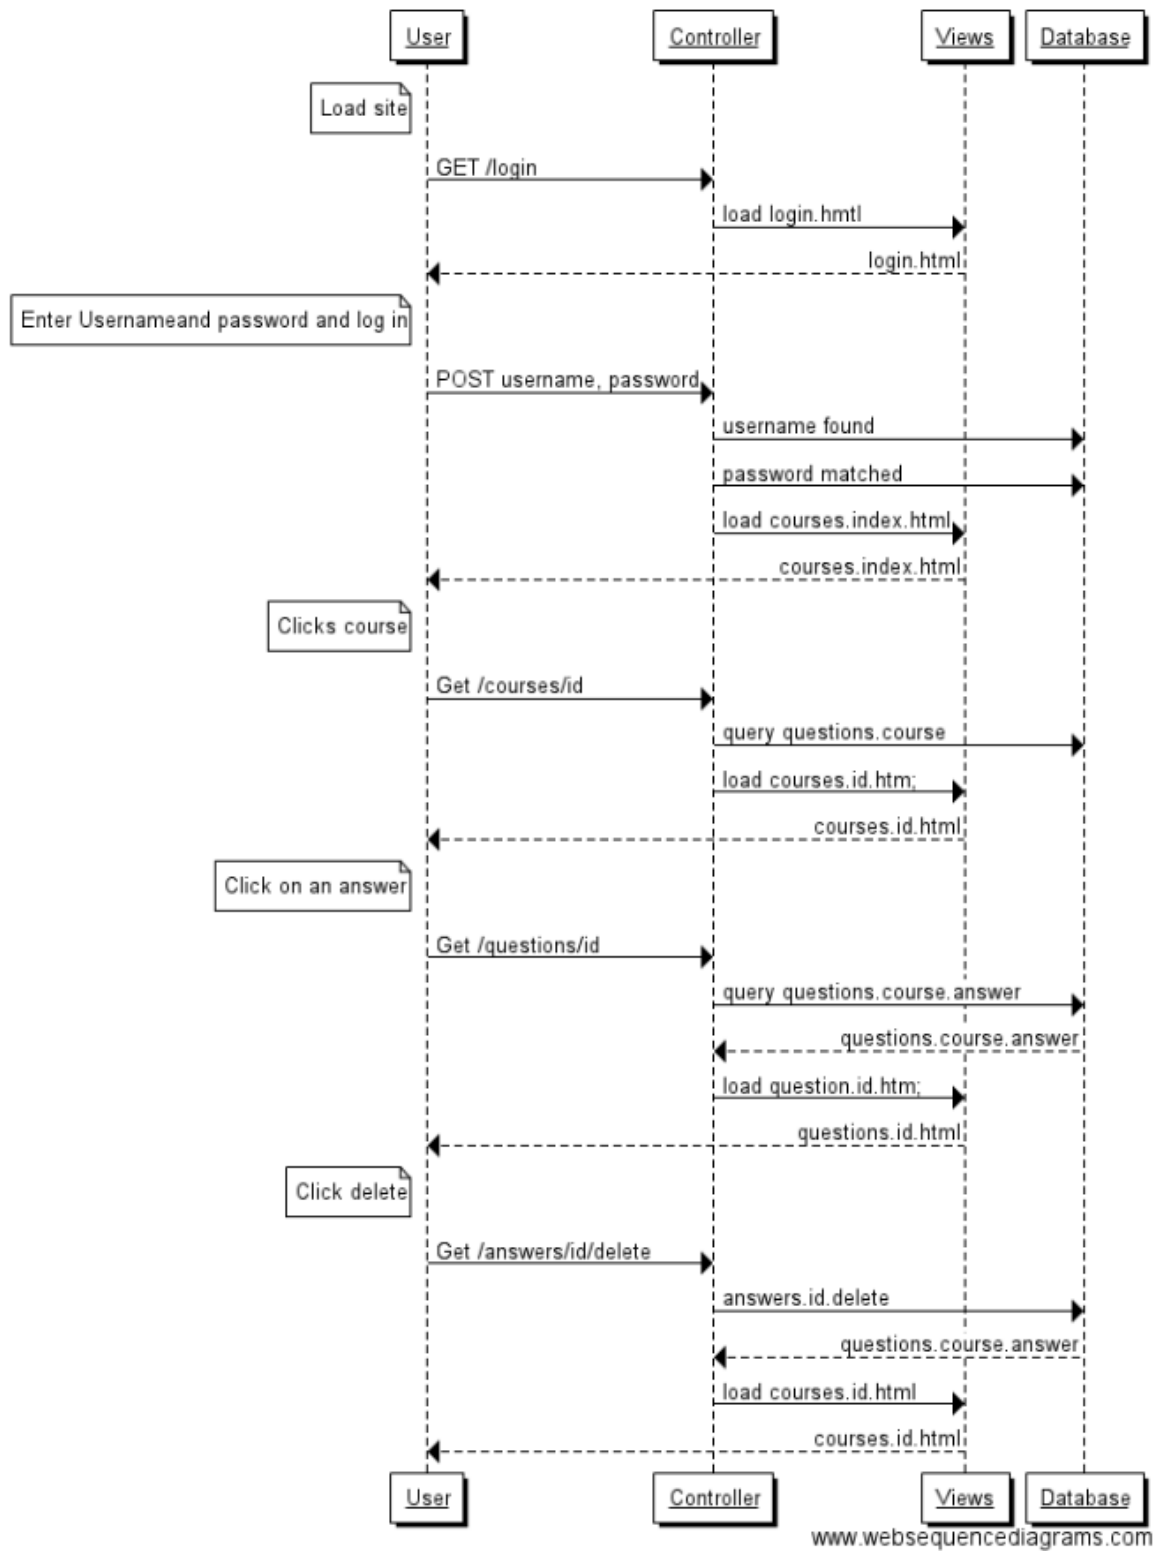 User
Controller
Views
Database
Load site
GET /login
load login.hmtl
login.html
Enter Usernameand password and log in
POST username, password
username found
password matched
load courses.index.html
courses.index.html
Clicks course
Get /courses/id
query questions.course
load courses.id.htm;
courses.id.html
Click on an answer
Get /questions/id
query questions.course.answer
questions.course.answer
load question.id.htm;
questions.id.html
Click delete
Get /answers/id/delete
answers.id.delete
questions.course.answer
load courses.id.html
courses.id.html
User
Controller
Views
Database
www.websequencediagrams.com